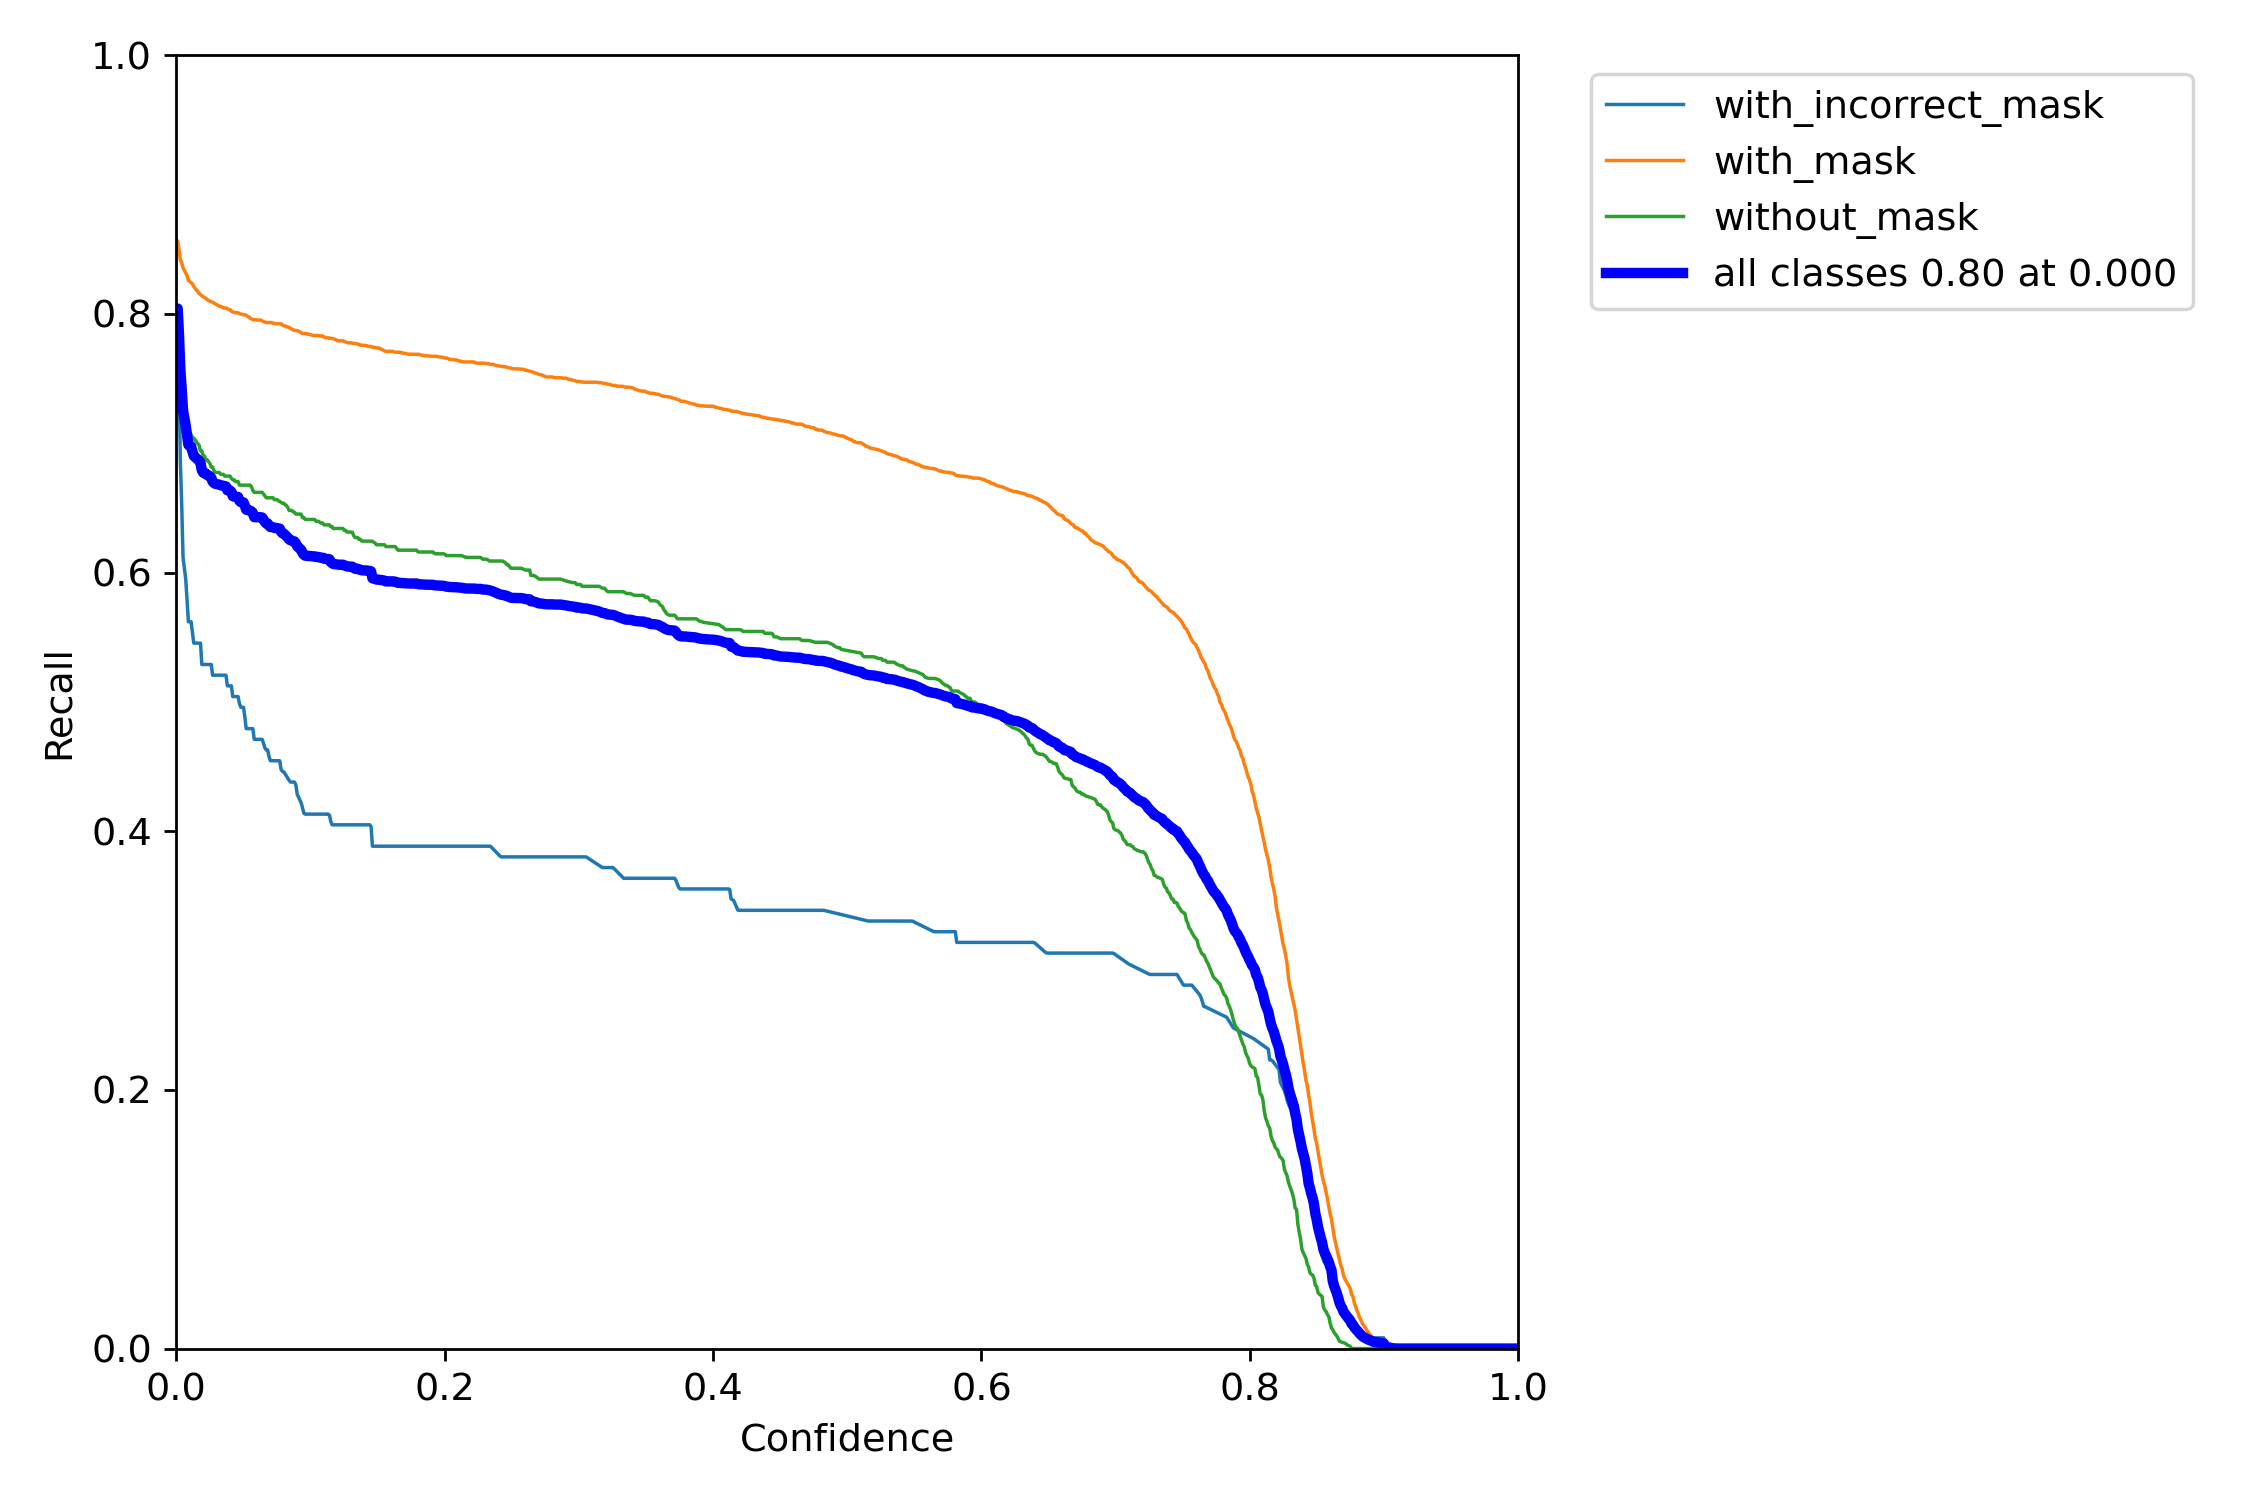 1.0
0.8
0.6
0.4
0.2
0.0
Recall
0.0 0.2 0.4 0.6 0.8 1.0
Confidence
with_incorrect_mask
with_mask
without_mask
all classes 0.80 at 0.000